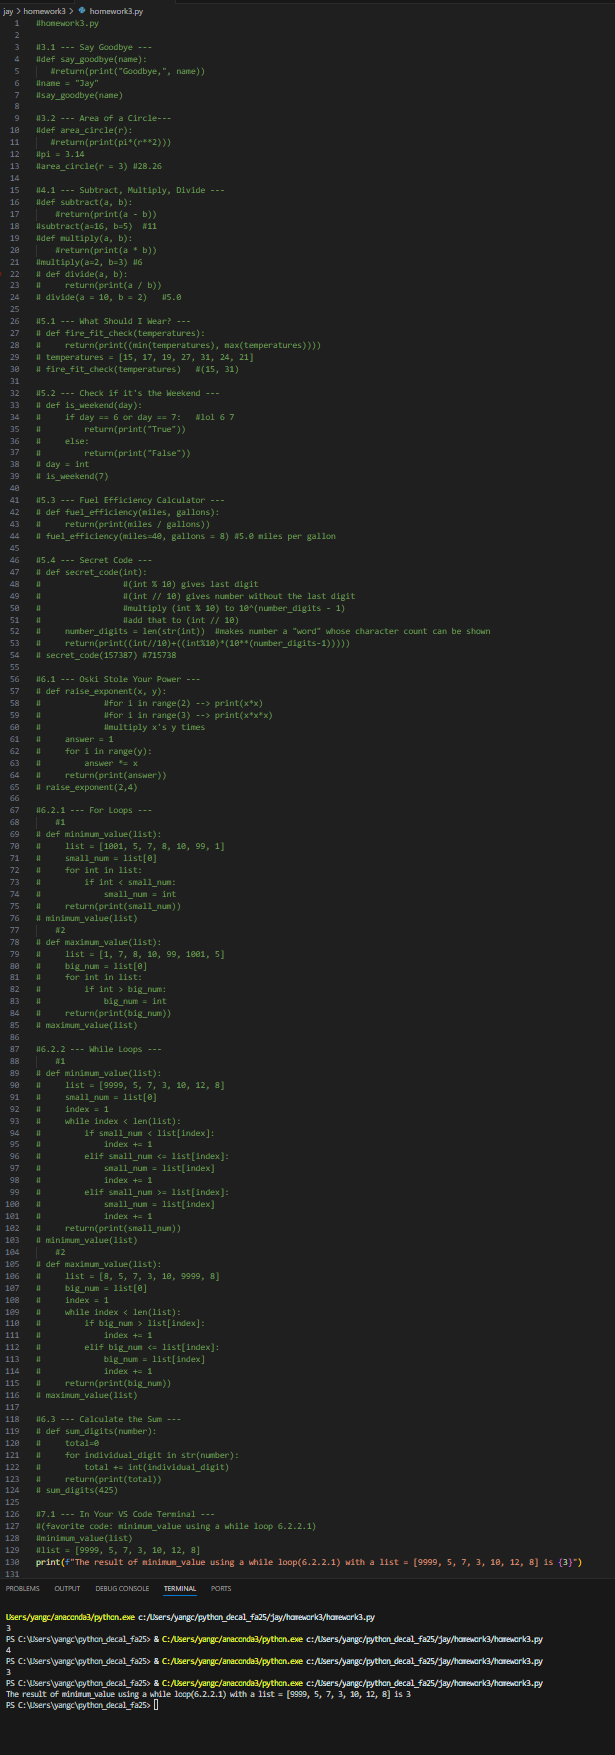 jay > homework3 > homework3.py
1 #homework3.py
2
3 #3.1 --- Say Goodbye ---
4 #def say_goodbye(name):
5 #return(print("Goodbye,", name))
6 #name = "Jay"
7 #say_goodbye(name)
8
9 #3.2 --- Area of a Circle---
10 #def area_circle(r):
11 #return(print(pi*(r**2)))
12 #pi = 3.14
13 #area_circle(r = 3) #28.26
14
15 #4.1 --- Subtract, Multiply, Divide ---
16 #def subtract(a, b):
17 #return(print(a - b))
18 #subtract(a=16, b=5) #11
19 #def multiply(a, b):
20 #return(print(a * b))
21 #multiply(a=2, b=3) #6
22 # def divide(a, b):
23 # return(print(a / b))
24 # divide(a = 10, b = 2) #5.0
25
26 #5.1 --- What Should I Wear? ---
27 # def fire_fit_check(temperatures):
28 # return(print((min(temperatures), max(temperatures))))
29 # temperatures = [15, 17, 19, 27, 31, 24, 21]
30 # fire_fit_check(temperatures) #(15, 31)
31
32 #5.2 --- Check if it's the Weekend ---
33 # def is_weekend(day):
34 # if day == 6 or day == 7: #lol 6 7
35 # return(print("True"))
36 # else:
37 # return(print("False"))
38 # day = int
39 # is_weekend(7)
40
41 #5.3 --- Fuel Efficiency Calculator ---
42 # def fuel_efficiency(miles, gallons):
43 # return(print(miles / gallons))
44 # fuel_efficiency(miles=40, gallons = 8) #5.0 miles per gallon
45
46 #5.4 --- Secret Code ---
47 # def secret_code(int):
48 # #(int % 10) gives last digit
49 # #(int // 10) gives number without the last digit
50 # #multiply (int % 10) to 10^(number_digits - 1)
51 # #add that to (int // 10)
52 # number_digits = len(str(int)) #makes number a "word" whose character count can be shown
53 # return(print((int//10)+((int%10)*(10**(number_digits-1)))))
54 # secret_code(157387) #715738
55
56 #6.1 --- Oski Stole Your Power ---
57 # def raise_exponent(x, y):
58 # #for i in range(2) --> print(x*x)
59 # #for i in range(3) --> print(x*x*x)
60 # #multiply x's y times
61 # answer = 1
62 # for i in range(y):
63 # answer *= x
64 # return(print(answer))
65 # raise_exponent(2,4)
66
67 #6.2.1 --- For Loops ---
68 #1
69 # def minimum_value(list):
70 # list = [1001, 5, 7, 8, 10, 99, 1]
71 # small_num = list[0]
72 # for int in list:
73 # if int < small_num:
74 # small_num = int
75 # return(print(small_num))
76 # minimum_value(list)
77 #2
78 # def maximum_value(list):
79 # list = [1, 7, 8, 10, 99, 1001, 5]
80 # big_num = list[0]
81 # for int in list:
82 # if int > big_num:
83 # big_num = int
84 # return(print(big_num))
85 # maximum_value(list)
86
87 #6.2.2 --- While Loops ---
88 #1
89 # def minimum_value(list):
90 # list = [9999, 5, 7, 3, 10, 12, 8]
91 # small_num = list[0]
92 # index = 1
93 # while index < len(list):
94 # if small_num < list[index]:
95 # index += 1
96 # elif small_num <= list[index]:
97 # small_num = list[index]
98 # index += 1
99 # elif small_num >= list[index]:
100 # small_num = list[index]
101 # index += 1
102 # return(print(small_num))
103 # minimum_value(list)
104 #2
105 # def maximum_value(list):
106 # list = [8, 5, 7, 3, 10, 9999, 8]
107 # big_num = list[0]
108 # index = 1
109 # while index < len(list):
110 # if big_num > list[index]:
111 # index += 1
112 # elif big_num <= list[index]:
113 # big_num = list[index]
114 # index += 1
115 # return(print(big_num))
116 # maximum_value(list)
117
118 #6.3 --- Calculate the Sum ---
119 # def sum_digits(number):
120 # total=0
121 # for individual_digit in str(number):
122 # total += int(individual_digit)
123 # return(print(total))
124 # sum_digits(425)
125
126 #7.1 --- In Your VS Code Terminal ---
127 #(favorite code: minimum_value using a while loop 6.2.2.1)
128 #minimum_value(list)
129 #list = [9999, 5, 7, 3, 10, 12, 8]
130 print(f"The result of minimum_value using a while loop(6.2.2.1) with a list = [9999, 5, 7, 3, 10, 12, 8] is {3}")
131
PROBLEMS OUTPUT DEBUG CONSOLE TERMINAL PORTS
Users/yangc/anaconda3/python.exe c:/Users/yangc/python_decal_fa25/jay/homework3/homework3.py
3
PS C:\Users\yangc\python_decal_fa25> & C:/Users/yangc/anaconda3/python.exe c:/Users/yangc/python_decal_fa25/jay/homework3/homework3.py
4
PS C:\Users\yangc\python_decal_fa25> & C:/Users/yangc/anaconda3/python.exe c:/Users/yangc/python_decal_fa25/jay/homework3/homework3.py
3
PS C:\Users\yangc\python_decal_fa25> & C:/Users/yangc/anaconda3/python.exe c:/Users/yangc/python_decal_fa25/jay/homework3/homework3.py
The result of minimum_value using a while loop(6.2.2.1) with a list = [9999, 5, 7, 3, 10, 12, 8] is 3
PS C:\Users\yangc\python_decal_fa25>